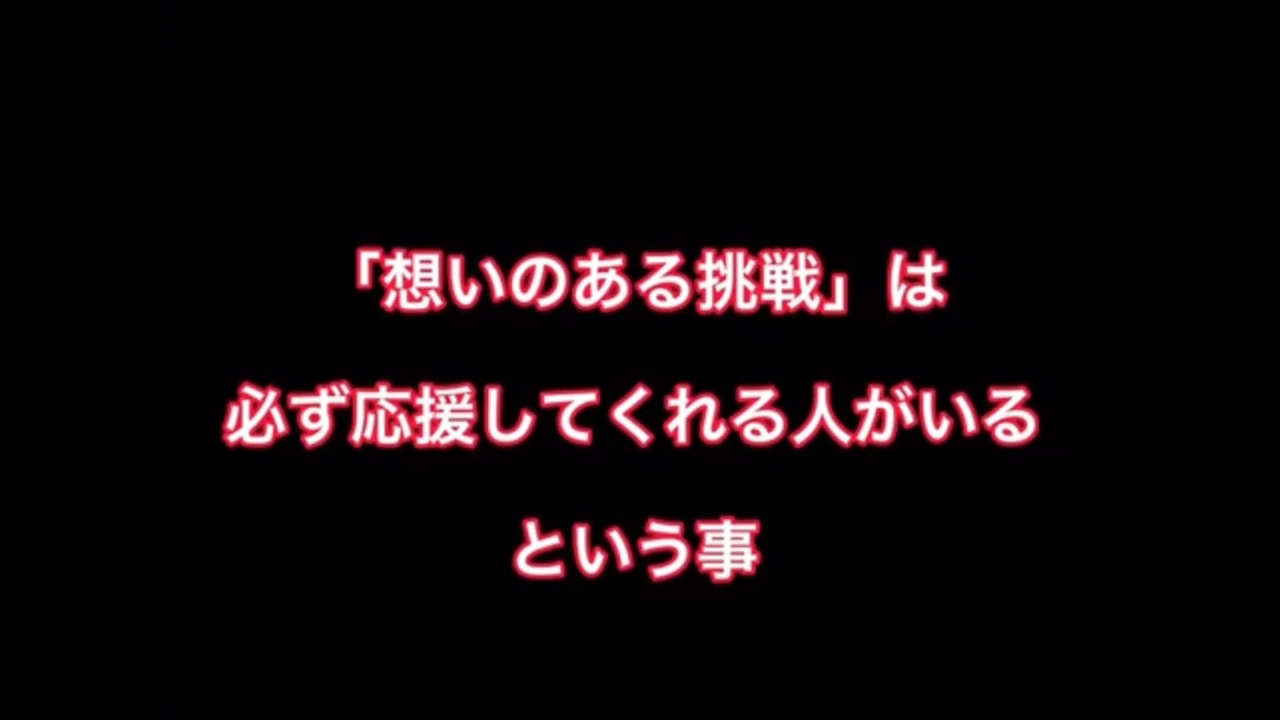 「想いのある挑戦」は
必ず応援してくれる人がいる
という事